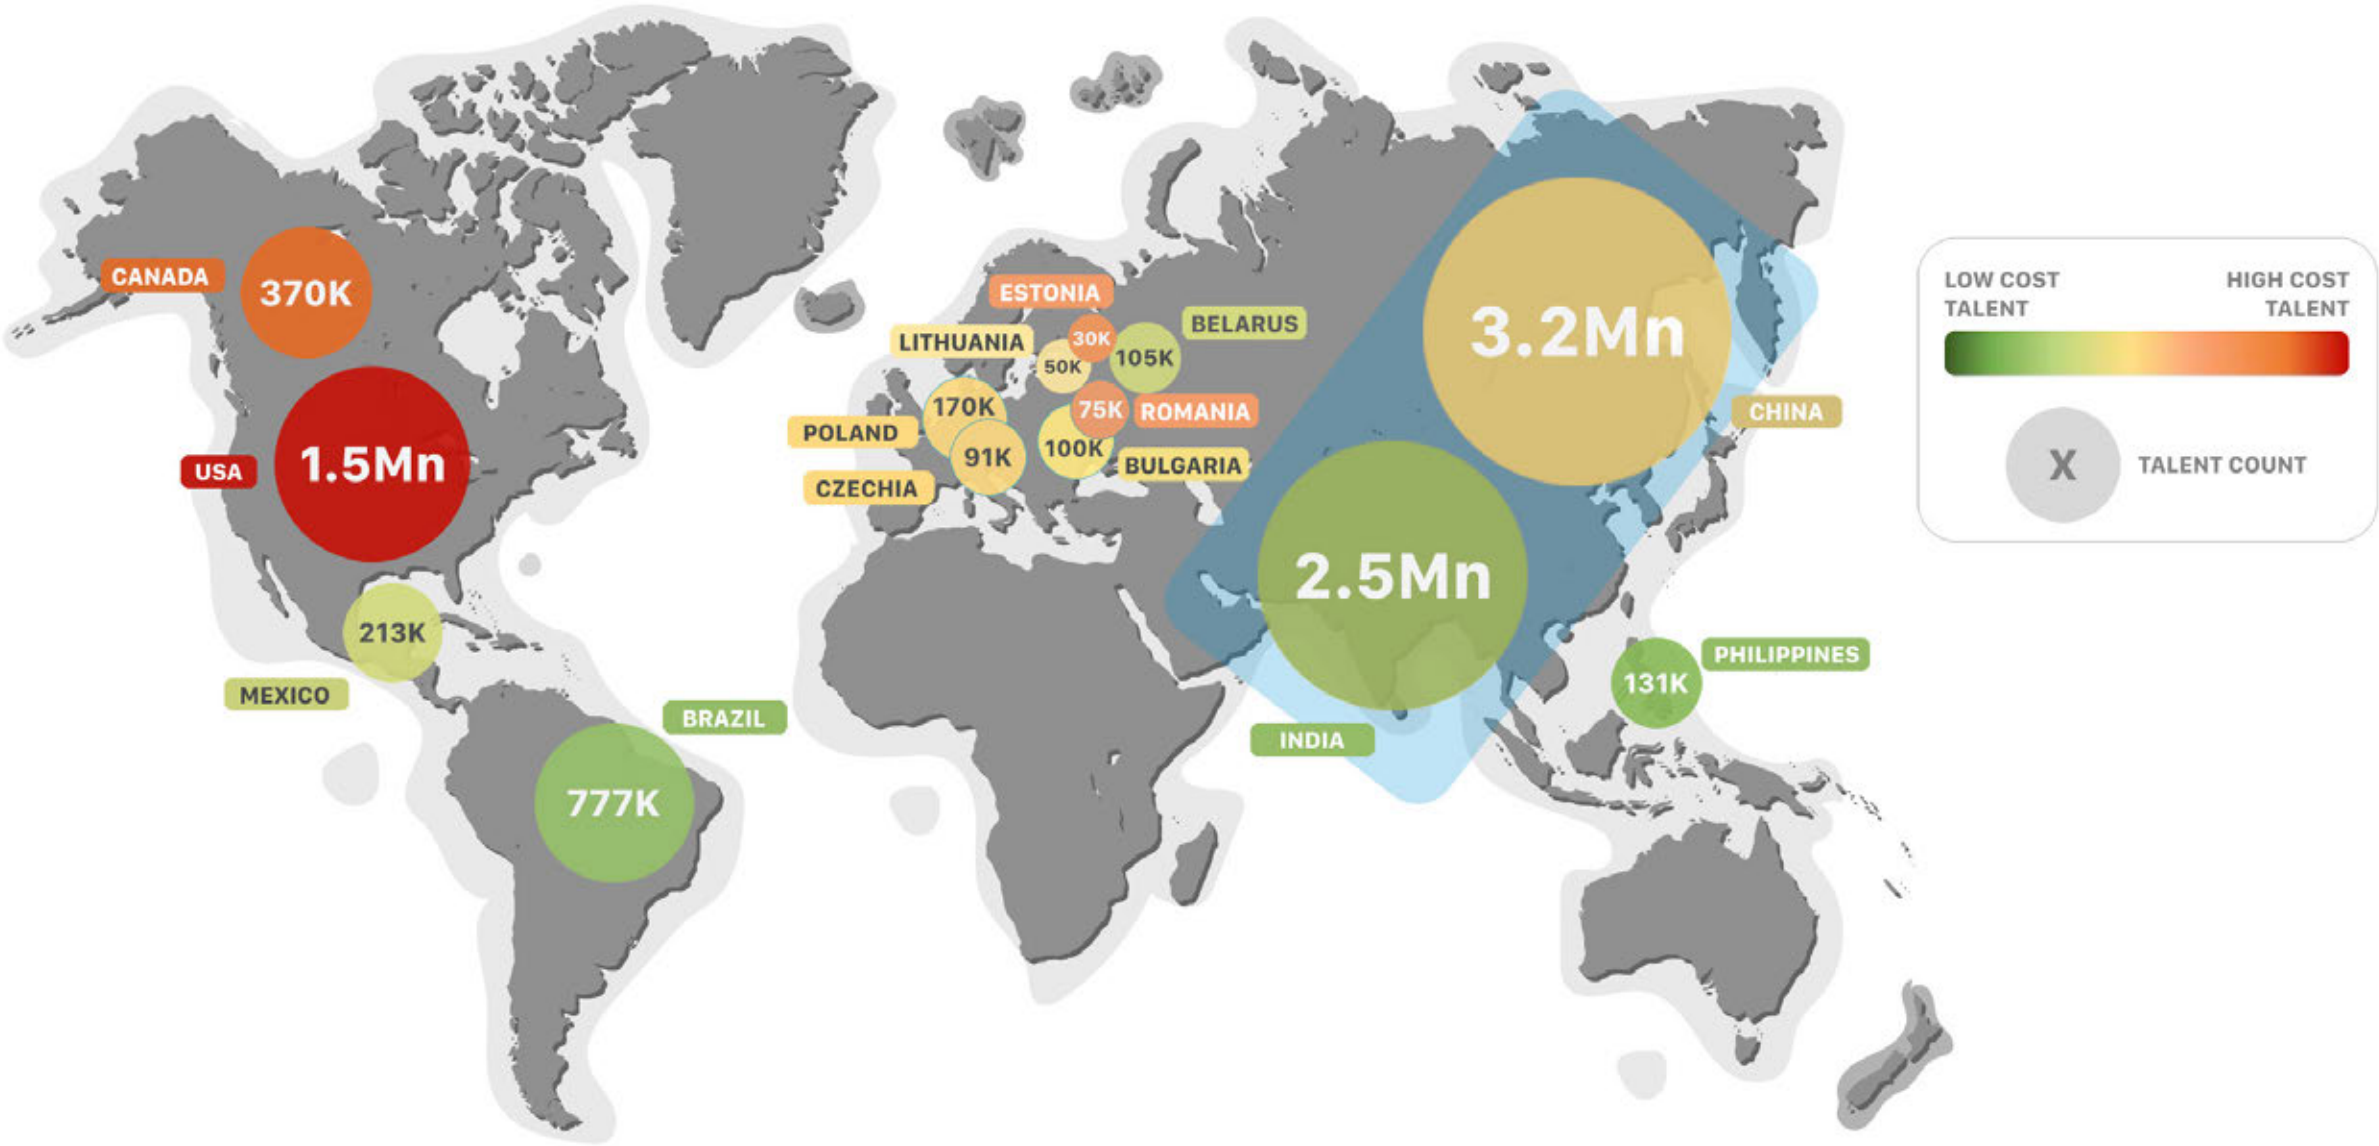 CANADA
370K
USA
1.5Mn
213K
MEXICO
BRAZIL
777K
ESTONIA
LITHUANIA
30K
BELARUS
50K
105K
170K
75K
ROMANIA
POLAND
100K
91K
BULGARIA
CZECHIA
3.2Mn
CHINA
2.5Mn
INDIA
PHILIPPINES
131K
LOW COST
TALENT
HIGH COST
TALENT
X
TALENT COUNT